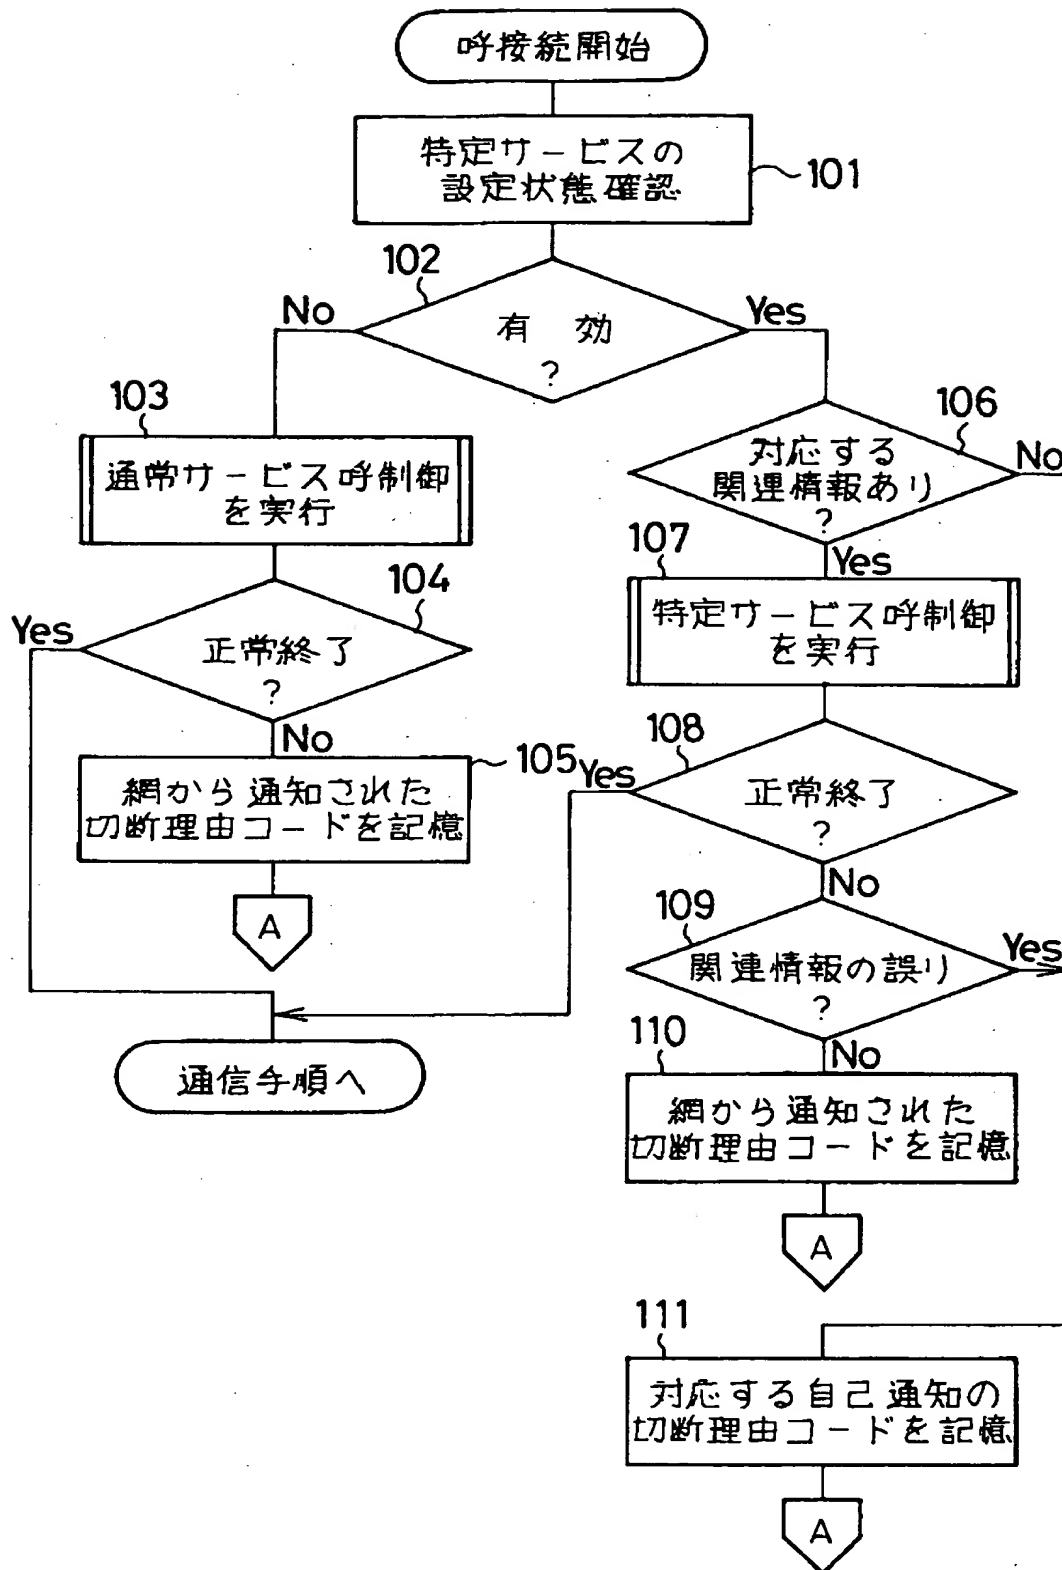 呼接続開始
特定サービスの
設定状態確認
101
102
No
有 効
?
Yes
103
通常サービス呼制御
を実行
106
対応する
関連情報あり
?
No
Yes
107
特定サービス呼制御
を実行
104
Yes
正常終了
?
No
105
網から通知された
切断理由コードを記憶
A
108
Yes
正常終了
?
No
109
関連情報の誤り
?
Yes
No
通信手順へ
110
網から通知された
切断理由コードを記憶
A
111
対応する自己通知の
切断理由コードを記憶
A